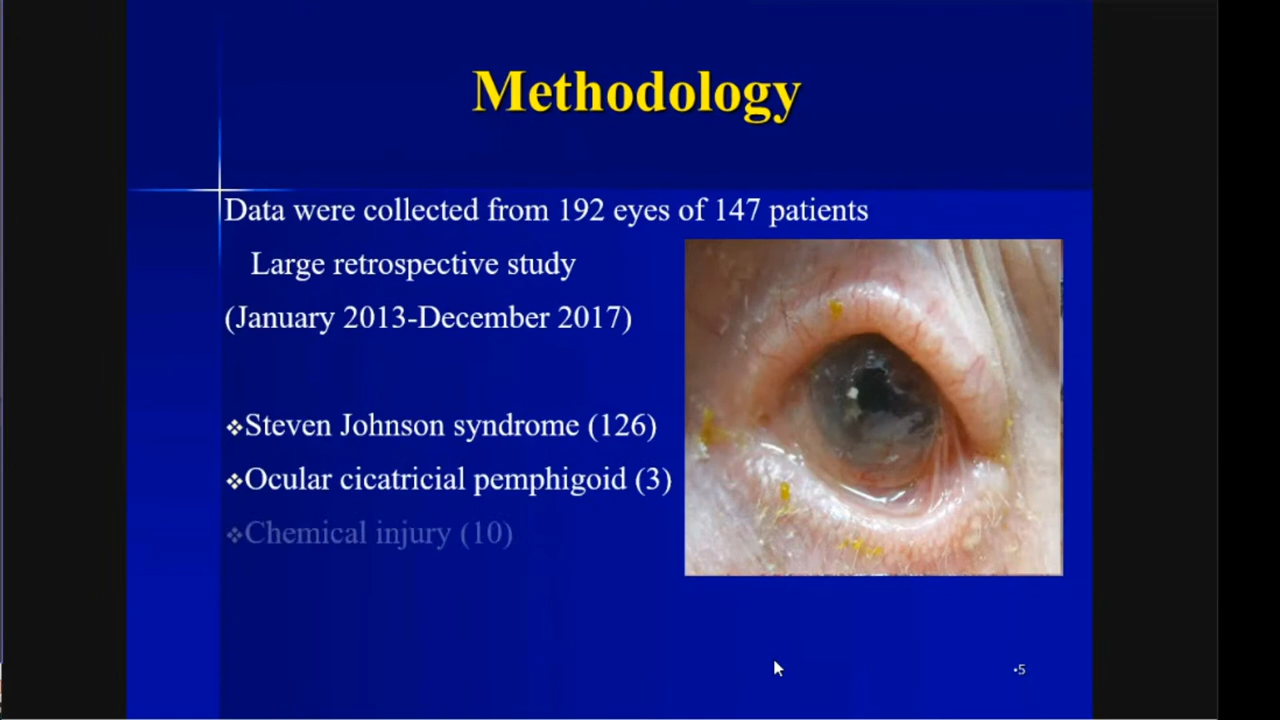 Methodology
Data were collected from 192 eyes of 147 patients
Large retrospective study
(January 2013-December 2017)
❖Steven Johnson syndrome (126)
❖Ocular cicatricial pemphigoid (3)
❖Chemical injury (10)
•5